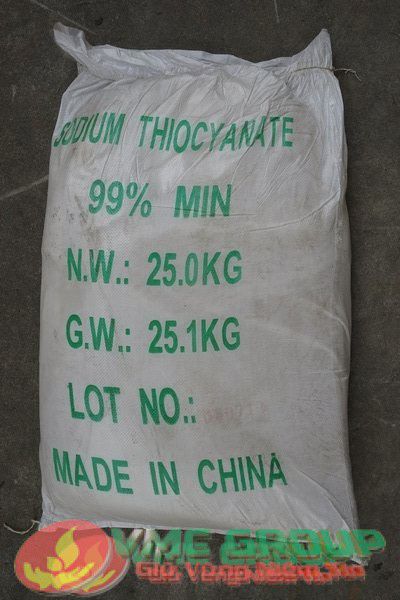 SODIUM THIOCYANATE
99% MIN
N.W.: 25.0KG
G.W.: 25.1KG
LOT NO.:
MADE IN CHINA
VMC GROUP